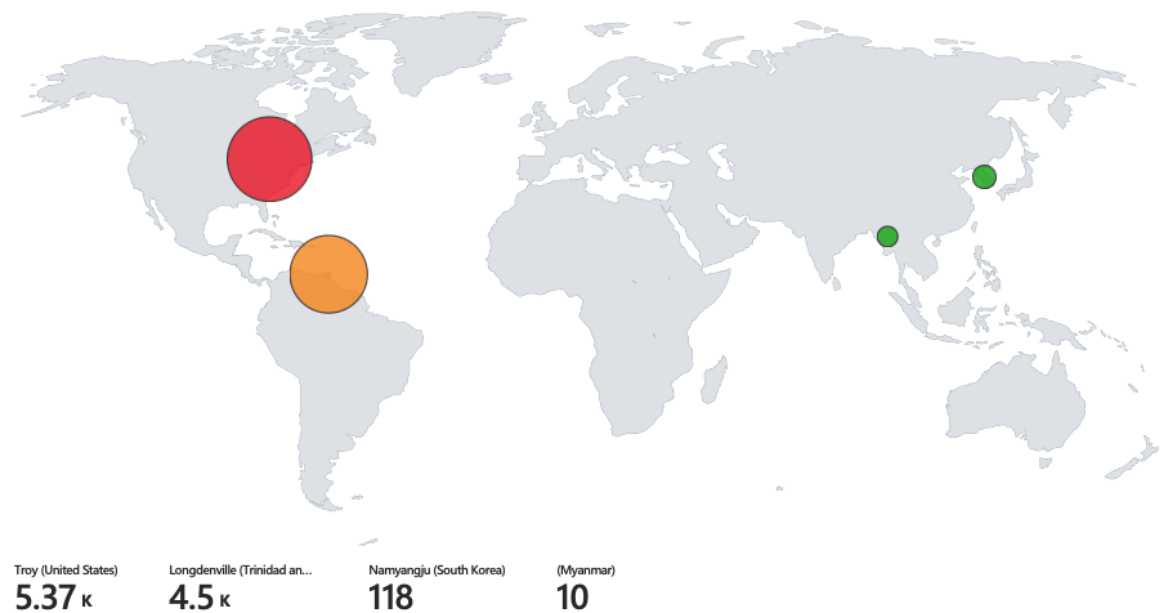 Troy (United States) Longdenville (Trinidad an... Namyangju (South Korea) (Myanmar)
5.37 K 4.5 K 118 10